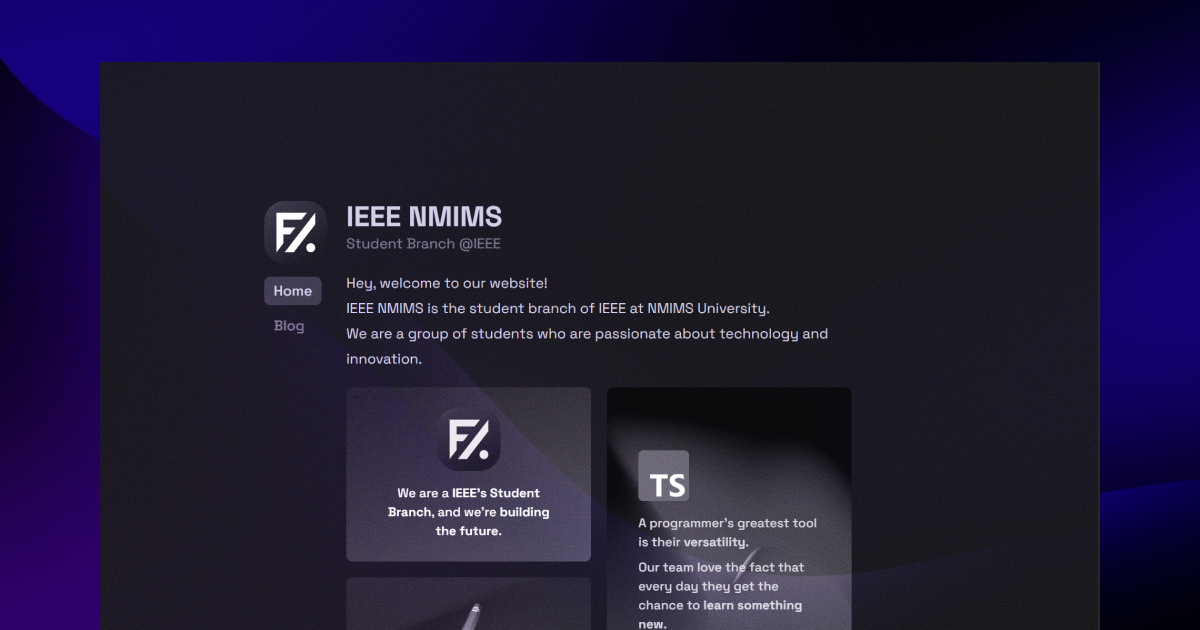 IEEE NMIMS
Student Branch @IEEE
Home
Blog
Hey, welcome to our website!
IEEE NMIMS is the student branch of IEEE at NMIMS University.
We are a group of students who are passionate about technology and
innovation.
We are a IEEE's Student
Branch, and we're building
the future.
TS
A programmer's greatest tool
is their versatility.
Our team love the fact that
every day they get the
chance to learn something
new.